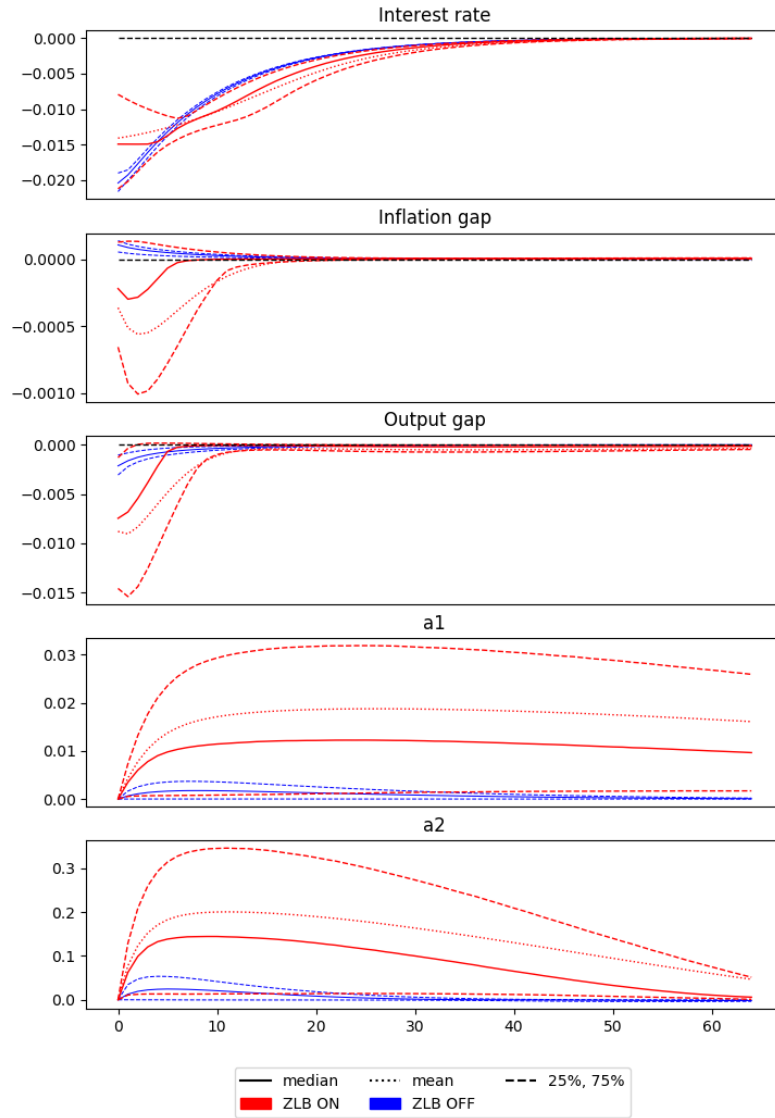 Interest rate
0.000
−0.005
−0.010
−0.015
−0.020
Inflation gap
0.0000
−0.0005
−0.0010
Output gap
0.000
−0.005
−0.010
−0.015
a1
0.03
0.02
0.01
0.00
a2
0.3
0.2
0.1
0.0
0 10 20 30 40 50 60
median mean 25%, 75%
ZLB ON ZLB OFF